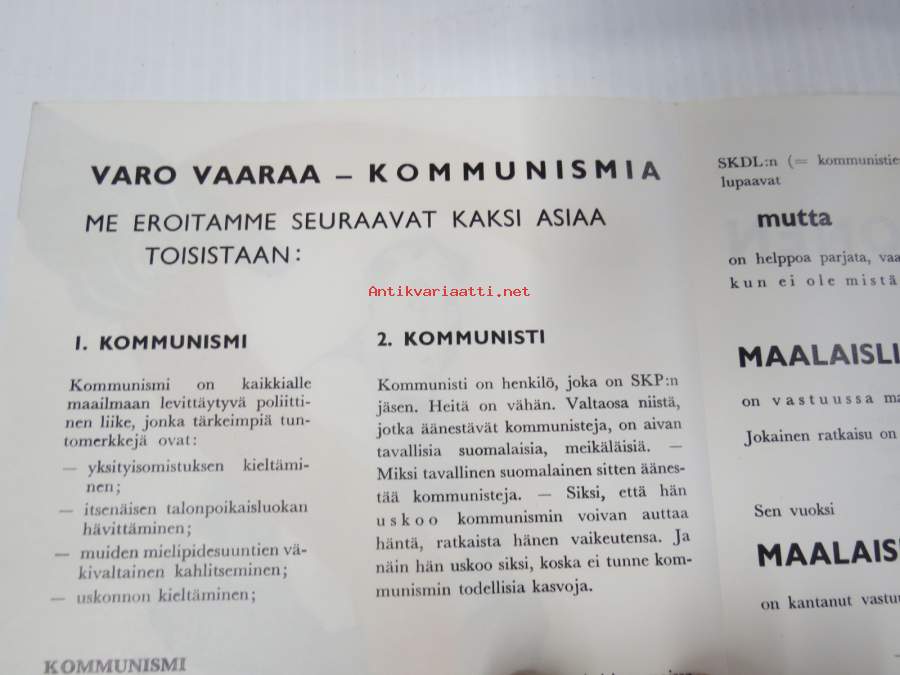 VARO VAARAA – KOMMUNISMIA
ME EROITAMME SEURAAVAT KAKSI ASIAA
TOISISTAAN:
Antikvariaatti.net
1. KOMMUNISMI
Kommunismi on kaikkialle
maailmaan levittäytyvä poliitti-
nen liike, jonka tärkeimpiä tun-
tomerkkejä ovat:
— yksityisomistuksen kieltämi-
nen;
— itsenäisen talonpoikaisluokan
hävittäminen;
— muiden mielipidesuuntien vä-
kivaltainen kahlitseminen;
— uskonnon kieltäminen;
KOMMUNISMI
2. KOMMUNISTI
Kommunisti on henkilö, joka on SKP:n
jäsen. Heitä on vähän. Valtaosa niistä,
jotka äänestävät kommunisteja, on aivan
tavallisia suomalaisia, meikäläisiä. —
Miksi tavallinen suomalainen sitten äänes-
tää kommunisteja. — Siksi, että hän
uskoo kommunismin voivan auttaa
häntä, ratkaista hänen vaikeutensa. Ja
näin hän uskoo siksi, koska ei tunne kom-
munismin todellisia kasvoja.
SKDL:n (= kommunistie
lupaavat
mutta
on helppoa parjata, vaa
kun ei ole mistä
MAALAISLI
on vastuussa ma
Jokainen ratkaisu on
Sen vuoksi
MAALAIS
on kantanut vastu